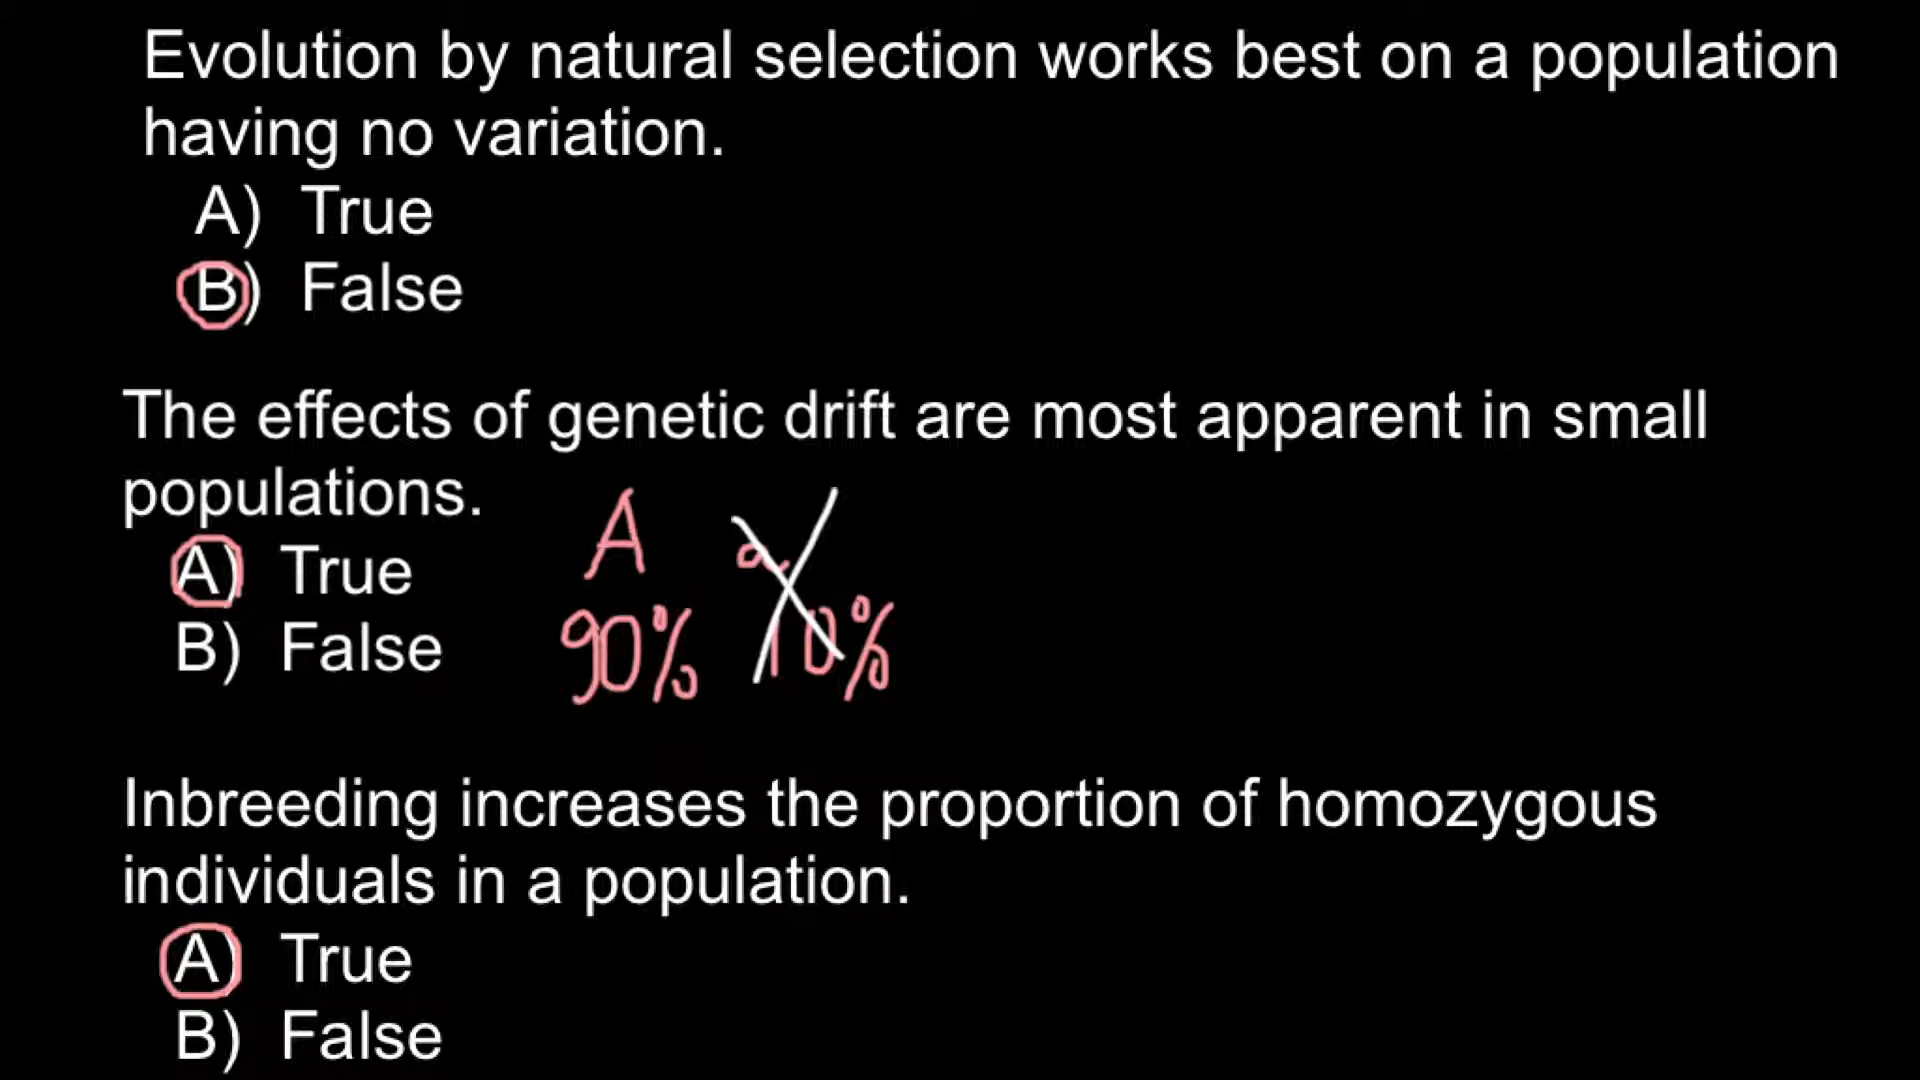 Evolution by natural selection works best on a population
having no variation.
A) True
B) False
The effects of genetic drift are most apparent in small
populations.
A) True
B) False
A a
90% 10%
Inbreeding increases the proportion of homozygous
individuals in a population.
A) True
B) False